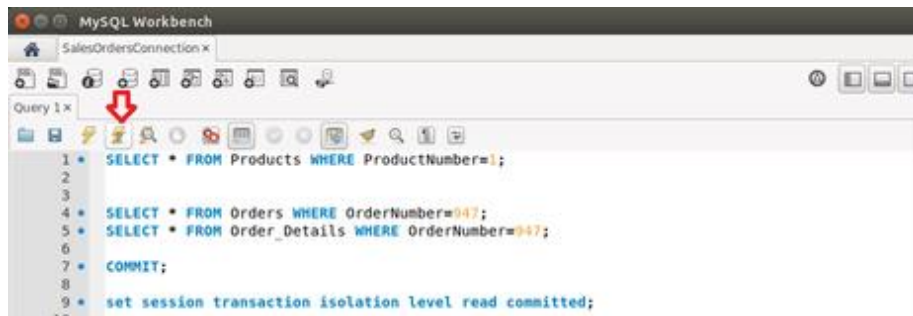 MySQL Workbench
SalesOrdersConnection ×
Query 1 ×
1 SELECT * FROM Products WHERE ProductNumber=1;
2
3
4 SELECT * FROM Orders WHERE OrderNumber=947;
5 SELECT * FROM Order_Details WHERE OrderNumber=947;
6
7 COMMIT;
8
9 set session transaction isolation level read committed;